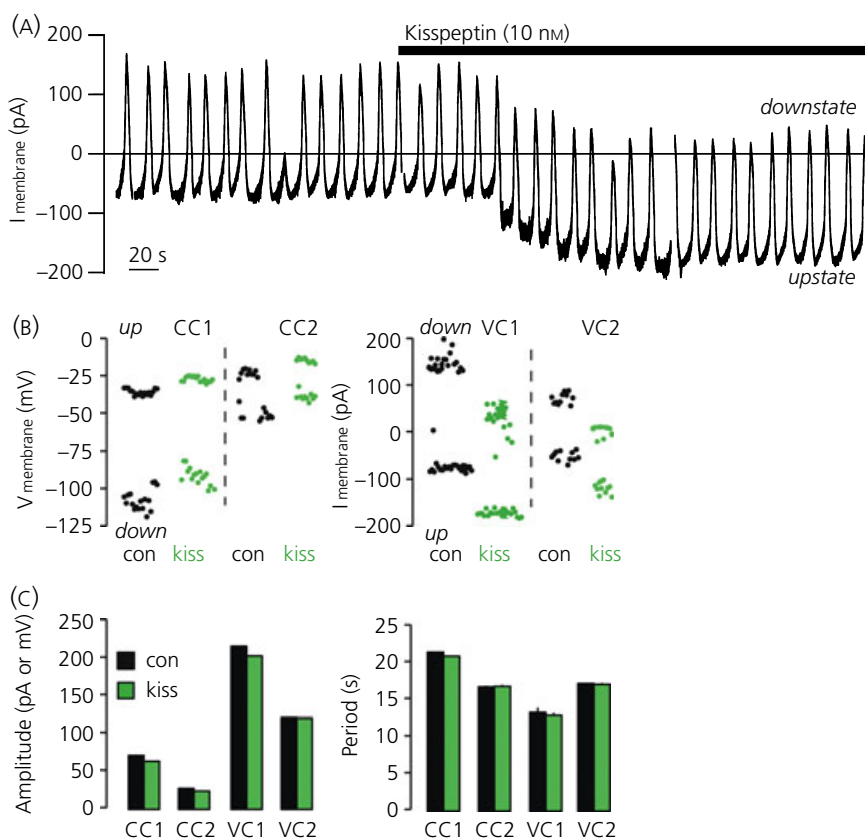 (A)
200
100
0
−100
−200
I membrane (pA)
Kisspeptin (10 nM)
downstate
upstate
20 s
(B)
up CC1 CC2
0
−25
−50
−75
−100
−125
V membrane (mV)
down
con kiss con kiss
down VC1 VC2
200
100
0
−100
−200
I membrane (pA)
up
con kiss con kiss
(C)
250
200
150
100
50
0
Amplitude (pA or mV)
con
kiss
CC1 CC2 VC1 VC2
25
20
15
10
5
0
Period (s)
CC1 CC2 VC1 VC2